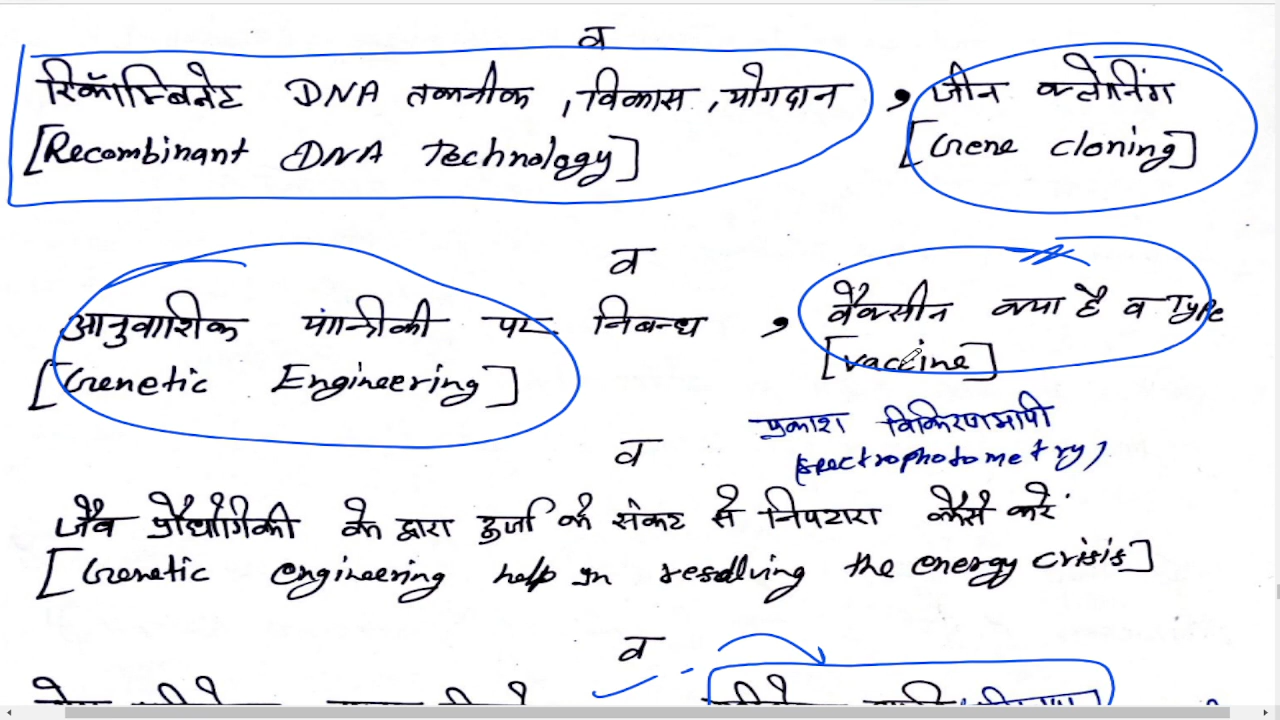 व
रिकॉम्बिनेट DNA तकनीक , विकास , योगदान , जीन क्लोनिंग
[Recombinant DNA Technology] [Gene cloning]
व
आनुवाशिक यांत्रीकी पर निबन्ध , वैक्सीन क्या है व Type
[Genetic Engineering] [vaccine]
प्रकाश विकिरणमापी
(spectrophotometry)
व
जैव प्रौद्योगिकी के द्वारा ऊर्जा के संकट से निपटारा कैसे करें
[Genetic engineering help in resolving the energy crisis]
व